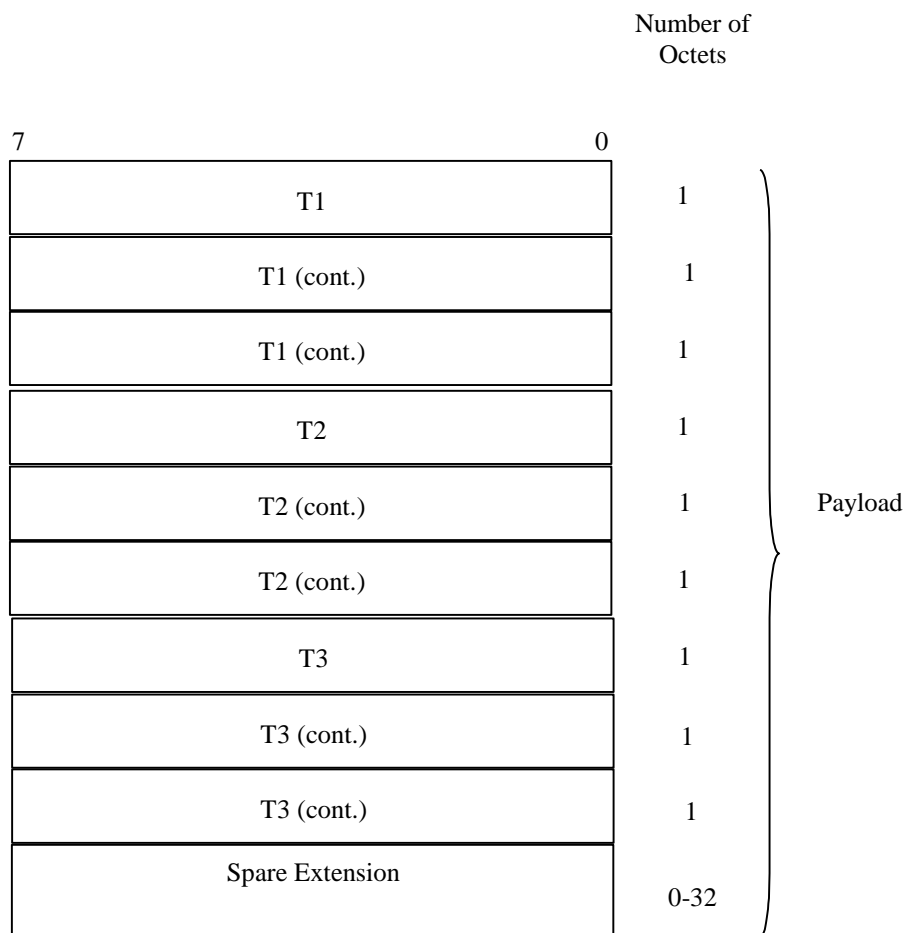 Number of
Octets
7 0
T1 1
T1 (cont.) 1
T1 (cont.) 1
T2 1
T2 (cont.) 1
Payload
T2 (cont.) 1
T3 1
T3 (cont.) 1
T3 (cont.) 1
Spare Extension
0-32